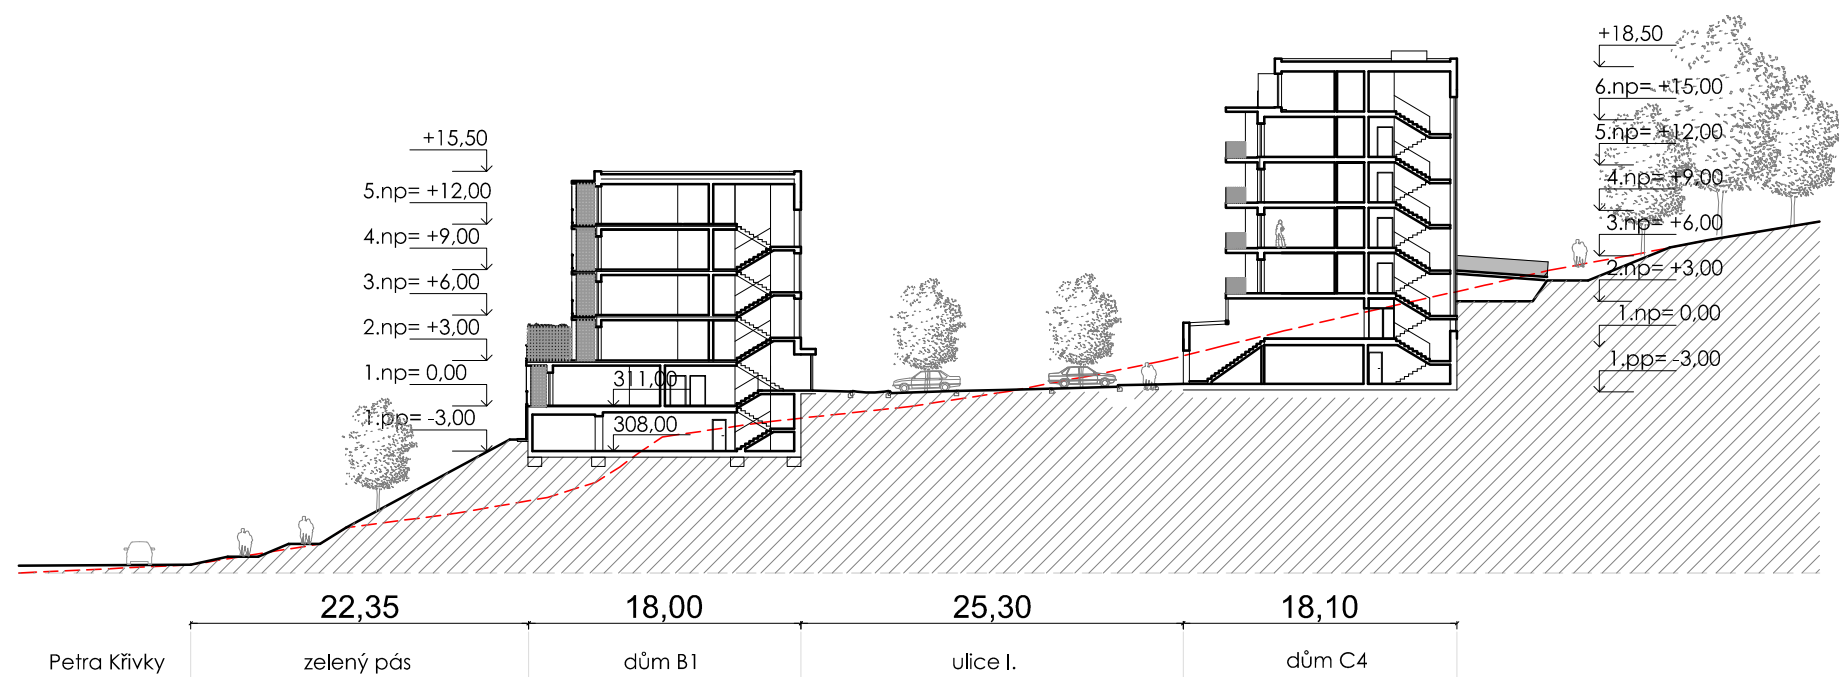 +18,50
6.np= +15,00
5.np= +12,00
4.np= +9,00
3.np= +6,00
2.np= +3,00
1.np= 0,00
1.pp= -3,00
+15,50
5.np= +12,00
4.np= +9,00
3.np= +6,00
2.np= +3,00
1.np= 0,00
1.pp= -3,00
311,00
308,00
22,35
18,00
25,30
18,10
Petra Křivky
zelený pás
dům B1
ulice I.
dům C4